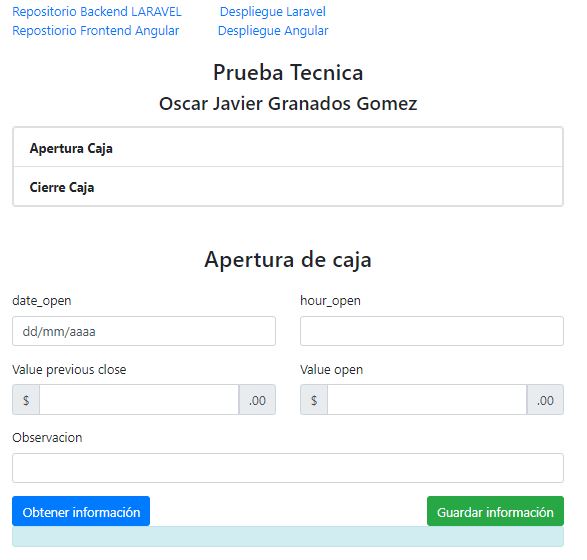 Repositorio Backend LARAVEL Despliegue Laravel
Repostiorio Frontend Angular Despliegue Angular
Prueba Tecnica
Oscar Javier Granados Gomez
Apertura Caja
Cierre Caja
Apertura de caja
date_open hour_open
dd/mm/aaaa
Value previous close Value open
$ .00 $ .00
Observacion
Obtener información Guardar información